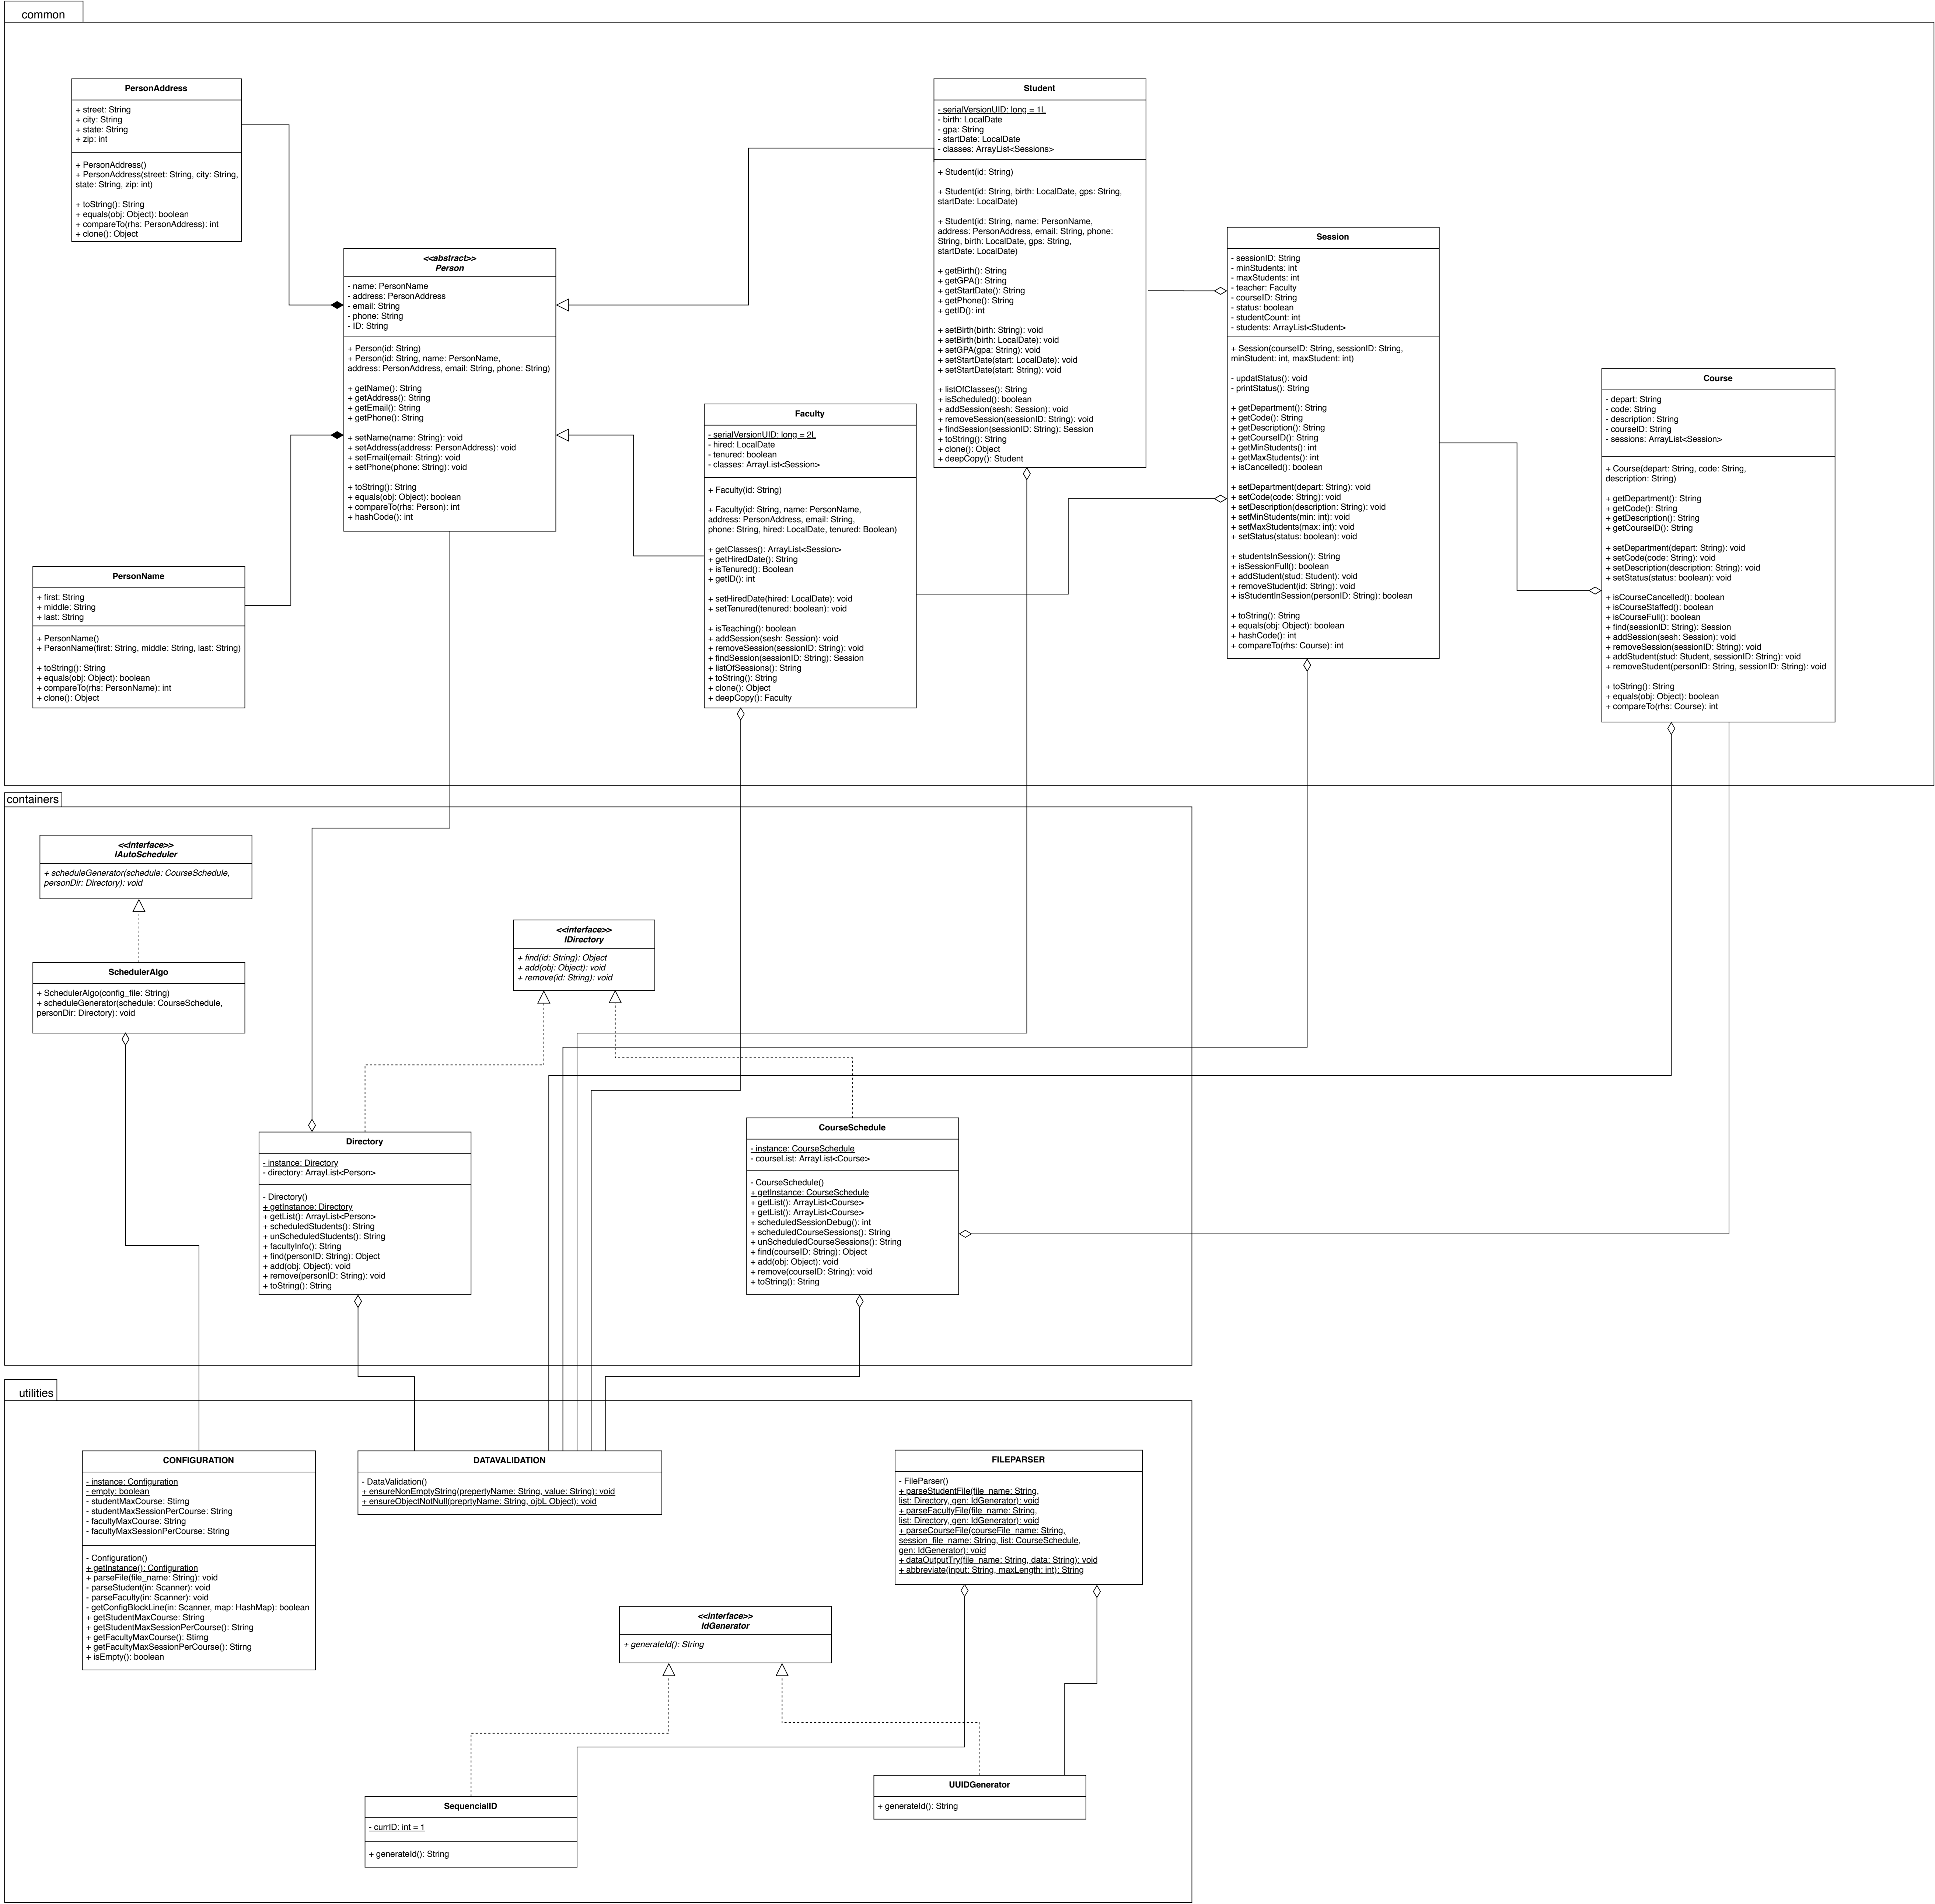 common
PersonAddress
+ street: String
+ city: String
+ state: String
+ zip: int
+ PersonAddress()
+ PersonAddress(street: String, city: String,
state: String, zip: int)
+ toString(): String
+ equals(obj: Object): boolean
+ compareTo(rhs: PersonAddress): int
+ clone(): Object
<<abstract>>
Person
- name: PersonName
- address: PersonAddress
- email: String
- phone: String
- ID: String
+ Person(id: String)
+ Person(id: String, name: PersonName,
address: PersonAddress, email: String, phone: String)
+ getName(): String
+ getAddress(): String
+ getEmail(): String
+ getPhone(): String
+ setName(name: String): void
+ setAddress(address: PersonAddress): void
+ setEmail(email: String): void
+ setPhone(phone: String): void
+ toString(): String
+ equals(obj: Object): boolean
+ compareTo(rhs: Person): int
+ hashCode(): int
PersonName
+ first: String
+ middle: String
+ last: String
+ PersonName()
+ PersonName(first: String, middle: String, last: String)
+ toString(): String
+ equals(obj: Object): boolean
+ compareTo(rhs: PersonName): int
+ clone(): Object
Faculty
- serialVersionUID: long = 2L
- hired: LocalDate
- tenured: boolean
- classes: ArrayList<Session>
+ Faculty(id: String)
+ Faculty(id: String, name: PersonName,
address: PersonAddress, email: String,
phone: String, hired: LocalDate, tenured: Boolean)
+ getClasses(): ArrayList<Session>
+ getHiredDate(): String
+ isTenured(): Boolean
+ getID(): int
+ setHiredDate(hired: LocalDate): void
+ setTenured(tenured: boolean): void
+ isTeaching(): boolean
+ addSession(sesh: Session): void
+ removeSession(sessionID: String): void
+ findSession(sessionID: String): Session
+ listOfSessions(): String
+ toString(): String
+ clone(): Object
+ deepCopy(): Faculty
Student
- serialVersionUID: long = 1L
- birth: LocalDate
- gpa: String
- startDate: LocalDate
- classes: ArrayList<Sessions>
+ Student(id: String)
+ Student(id: String, birth: LocalDate, gps: String,
startDate: LocalDate)
+ Student(id: String, name: PersonName,
address: PersonAddress, email: String, phone:
String, birth: LocalDate, gps: String,
startDate: LocalDate)
+ getBirth(): String
+ getGPA(): String
+ getStartDate(): String
+ getPhone(): String
+ getID(): int
+ setBirth(birth: String): void
+ setBirth(birth: LocalDate): void
+ setGPA(gpa: String): void
+ setStartDate(start: LocalDate): void
+ setStartDate(start: String): void
+ listOfClasses(): String
+ isScheduled(): boolean
+ addSession(sesh: Session): void
+ removeSession(sessionID: String): void
+ findSession(sessionID: String): Session
+ toString(): String
+ clone(): Object
+ deepCopy(): Student
Session
- sessionID: String
- minStudents: int
- maxStudents: int
- teacher: Faculty
- courseID: String
- status: boolean
- studentCount: int
- students: ArrayList<Student>
+ Session(courseID: String, sessionID: String,
minStudent: int, maxStudent: int)
- updatStatus(): void
- printStatus(): String
+ getDepartment(): String
+ getCode(): String
+ getDescription(): String
+ getCourseID(): String
+ getMinStudents(): int
+ getMaxStudents(): int
+ isCancelled(): boolean
+ setDepartment(depart: String): void
+ setCode(code: String): void
+ setDescription(description: String): void
+ setMinStudents(min: int): void
+ setMaxStudents(max: int): void
+ setStatus(status: boolean): void
+ studentsInSession(): String
+ isSessionFull(): boolean
+ addStudent(stud: Student): void
+ removeStudent(id: String): void
+ isStudentInSession(personID: String): boolean
+ toString(): String
+ equals(obj: Object): boolean
+ hashCode(): int
+ compareTo(rhs: Course): int
Course
- depart: String
- code: String
- description: String
- courseID: String
- sessions: ArrayList<Session>
+ Course(depart: String, code: String,
description: String)
+ getDepartment(): String
+ getCode(): String
+ getDescription(): String
+ getCourseID(): String
+ setDepartment(depart: String): void
+ setCode(code: String): void
+ setDescription(description: String): void
+ setStatus(status: boolean): void
+ isCourseCancelled(): boolean
+ isCourseStaffed(): boolean
+ isCourseFull(): boolean
+ find(sessionID: String): Session
+ addSession(sesh: Session): void
+ removeSession(sessionID: String): void
+ addStudent(stud: Student, sessionID: String): void
+ removeStudent(personID: String, sessionID: String): void
+ toString(): String
+ equals(obj: Object): boolean
+ compareTo(rhs: Course): int
containers
<<interface>>
IAutoScheduler
+ scheduleGenerator(schedule: CourseSchedule,
personDir: Directory): void
SchedulerAlgo
+ SchedulerAlgo(config_file: String)
+ scheduleGenerator(schedule: CourseSchedule,
personDir: Directory): void
<<interface>>
IDirectory
+ find(id: String): Object
+ add(obj: Object): void
+ remove(id: String): void
Directory
- instance: Directory
- directory: ArrayList<Person>
- Directory()
+ getInstance: Directory
+ getList(): ArrayList<Person>
+ scheduledStudents(): String
+ unScheduledStudents(): String
+ facultyInfo(): String
+ find(personID: String): Object
+ add(obj: Object): void
+ remove(personID: String): void
+ toString(): String
CourseSchedule
- instance: CourseSchedule
- courseList: ArrayList<Course>
- CourseSchedule()
+ getInstance: CourseSchedule
+ getList(): ArrayList<Course>
+ getList(): ArrayList<Course>
+ scheduledSessionDebug(): int
+ scheduledCourseSessions(): String
+ unScheduledCourseSessions(): String
+ find(courseID: String): Object
+ add(obj: Object): void
+ remove(courseID: String): void
+ toString(): String
utilities
CONFIGURATION
- instance: Configuration
- empty: boolean
- studentMaxCourse: Stirng
- studentMaxSessionPerCourse: String
- facultyMaxCourse: String
- facultyMaxSessionPerCourse: String
- Configuration()
+ getInstance(): Configuration
+ parseFile(file_name: String): void
- parseStudent(in: Scanner): void
- parseFaculty(in: Scanner): void
- getConfigBlockLine(in: Scanner, map: HashMap): boolean
+ getStudentMaxCourse: String
+ getStudentMaxSessionPerCourse(): String
+ getFacultyMaxCourse(): Stirng
+ getFacultyMaxSessionPerCourse(): Stirng
+ isEmpty(): boolean
DATAVALIDATION
- DataValidation()
+ ensureNonEmptyString(prepertyName: String, value: String): void
+ ensureObjectNotNull(preprtyName: String, ojbL Object): void
FILEPARSER
- FileParser()
+ parseStudentFile(file_name: String,
list: Directory, gen: IdGenerator): void
+ parseFacultyFile(file_name: String,
list: Directory, gen: IdGenerator): void
+ parseCourseFile(courseFile_name: String,
session_file_name: String, list: CourseSchedule,
gen: IdGenerator): void
+ dataOutputTry(file_name: String, data: String): void
+ abbreviate(input: String, maxLength: int): String
<<interface>>
IdGenerator
+ generateId(): String
SequencialID
- currID: int = 1
+ generateId(): String
UUIDGenerator
+ generateId(): String